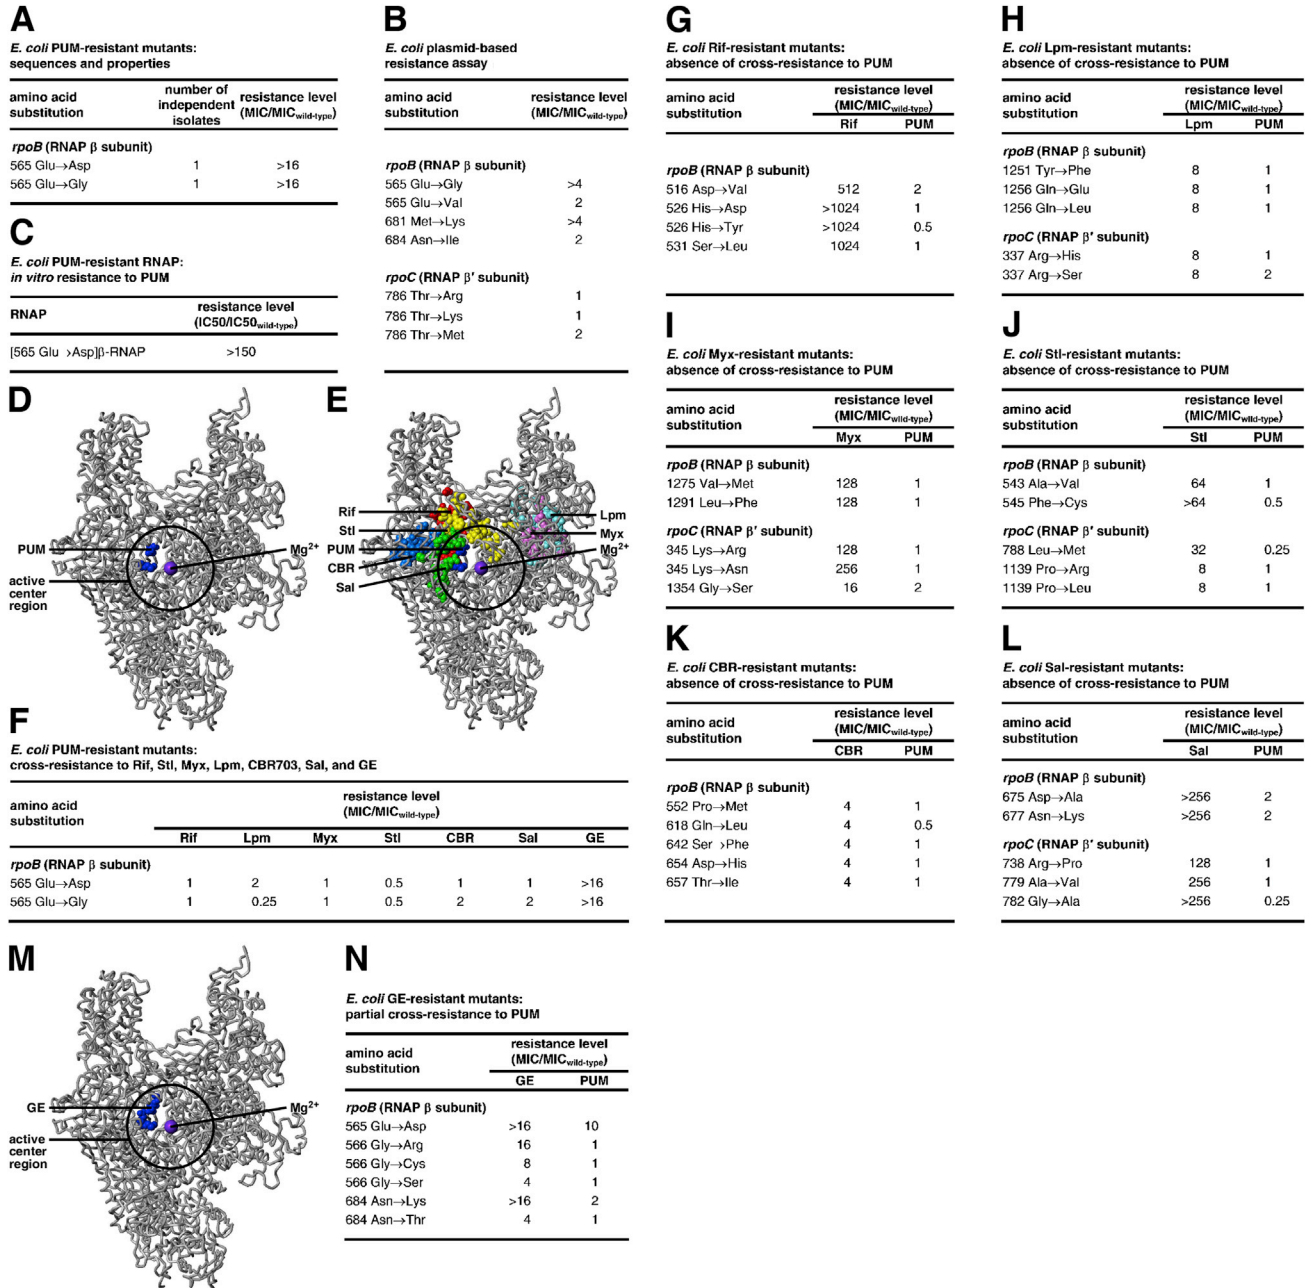 A
E. coli PUM-resistant mutants:
sequences and properties
amino acid substitution number of independent isolates resistance level (MIC/MICwild-type)
rpoB (RNAP β subunit)
565 Glu→Asp 1 >16
565 Glu→Gly 1 >16
B
E. coli plasmid-based
resistance assay
amino acid substitution resistance level (MIC/MICwild-type)
rpoB (RNAP β subunit)
565 Glu→Gly >4
565 Glu→Val 2
681 Met→Lys >4
684 Asn→Ile 2
rpoC (RNAP β′ subunit)
786 Thr→Arg 1
786 Thr→Lys 1
786 Thr→Met 2
C
E. coli PUM-resistant RNAP:
in vitro resistance to PUM
RNAP resistance level (IC50/IC50wild-type)
[565 Glu →Asp]β-RNAP >150
D
PUM
active
center
region
Mg2+
E
Rif
Stl
PUM
CBR
Sal
Lpm
Myx
Mg2+
F
E. coli PUM-resistant mutants:
cross-resistance to Rif, Stl, Myx, Lpm, CBR703, Sal, and GE
amino acid substitution resistance level (MIC/MICwild-type)
Rif Lpm Myx Stl CBR Sal GE
rpoB (RNAP β subunit)
565 Glu→Asp 1 2 1 0.5 1 1 >16
565 Glu→Gly 1 0.25 1 0.5 2 2 >16
G
E. coli Rif-resistant mutants:
absence of cross-resistance to PUM
amino acid substitution resistance level (MIC/MICwild-type)
Rif PUM
rpoB (RNAP β subunit)
516 Asp→Val 512 2
526 His→Asp >1024 1
526 His→Tyr >1024 0.5
531 Ser→Leu 1024 1
H
E. coli Lpm-resistant mutants:
absence of cross-resistance to PUM
amino acid substitution resistance level (MIC/MICwild-type)
Lpm PUM
rpoB (RNAP β subunit)
1251 Tyr→Phe 8 1
1256 Gln→Glu 8 1
1256 Gln→Leu 8 1
rpoC (RNAP β′ subunit)
337 Arg→His 8 1
337 Arg→Ser 8 2
I
E. coli Myx-resistant mutants:
absence of cross-resistance to PUM
amino acid substitution resistance level (MIC/MICwild-type)
Myx PUM
rpoB (RNAP β subunit)
1275 Val→Met 128 1
1291 Leu→Phe 128 1
rpoC (RNAP β′ subunit)
345 Lys→Arg 128 1
345 Lys→Asn 256 1
1354 Gly→Ser 16 2
J
E. coli Stl-resistant mutants:
absence of cross-resistance to PUM
amino acid substitution resistance level (MIC/MICwild-type)
Stl PUM
rpoB (RNAP β subunit)
543 Ala→Val 64 1
545 Phe→Cys >64 0.5
rpoC (RNAP β′ subunit)
788 Leu→Met 32 0.25
1139 Pro→Arg 8 1
1139 Pro→Leu 8 1
K
E. coli CBR-resistant mutants:
absence of cross-resistance to PUM
amino acid substitution resistance level (MIC/MICwild-type)
CBR PUM
rpoB (RNAP β subunit)
552 Pro→Met 4 1
618 Gln→Leu 4 0.5
642 Ser →Phe 4 1
654 Asp→His 4 1
657 Thr→Ile 4 1
L
E. coli Sal-resistant mutants:
absence of cross-resistance to PUM
amino acid substitution resistance level (MIC/MICwild-type)
Sal PUM
rpoB (RNAP β subunit)
675 Asp→Ala >256 2
677 Asn→Lys >256 2
rpoC (RNAP β′ subunit)
738 Arg→Pro 128 1
779 Ala→Val 256 1
782 Gly→Ala >256 0.25
M
GE
active
center
region
Mg2+
N
E. coli GE-resistant mutants:
partial cross-resistance to PUM
amino acid substitution resistance level (MIC/MICwild-type)
GE PUM
rpoB (RNAP β subunit)
565 Glu→Asp >16 10
566 Gly→Arg 16 1
566 Gly→Cys 8 1
566 Gly→Ser 4 1
684 Asn→Lys >16 2
684 Asn→Thr 4 1